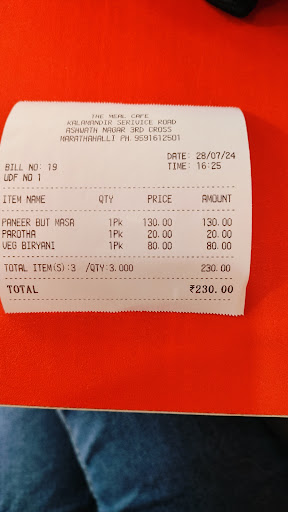 THE MEAL CAFE
KALAMANDIR SERIVICE ROAD
ASHWATH NAGAR 3RD CROSS
MARATHAHALLI PH 9591612501
DATE: 28/07/24
BILL NO: 19 TIME: 16:25
UDF NO 1
ITEM NAME QTY PRICE AMOUNT
PANEER BUT MASA 1Pk 130.00 130.00
PAROTHA 1Pk 20.00 20.00
VEG BIRYANI 1Pk 80.00 80.00
TOTAL ITEM(S):3 /QTY:3.000 230.00
TOTAL ₹230.00